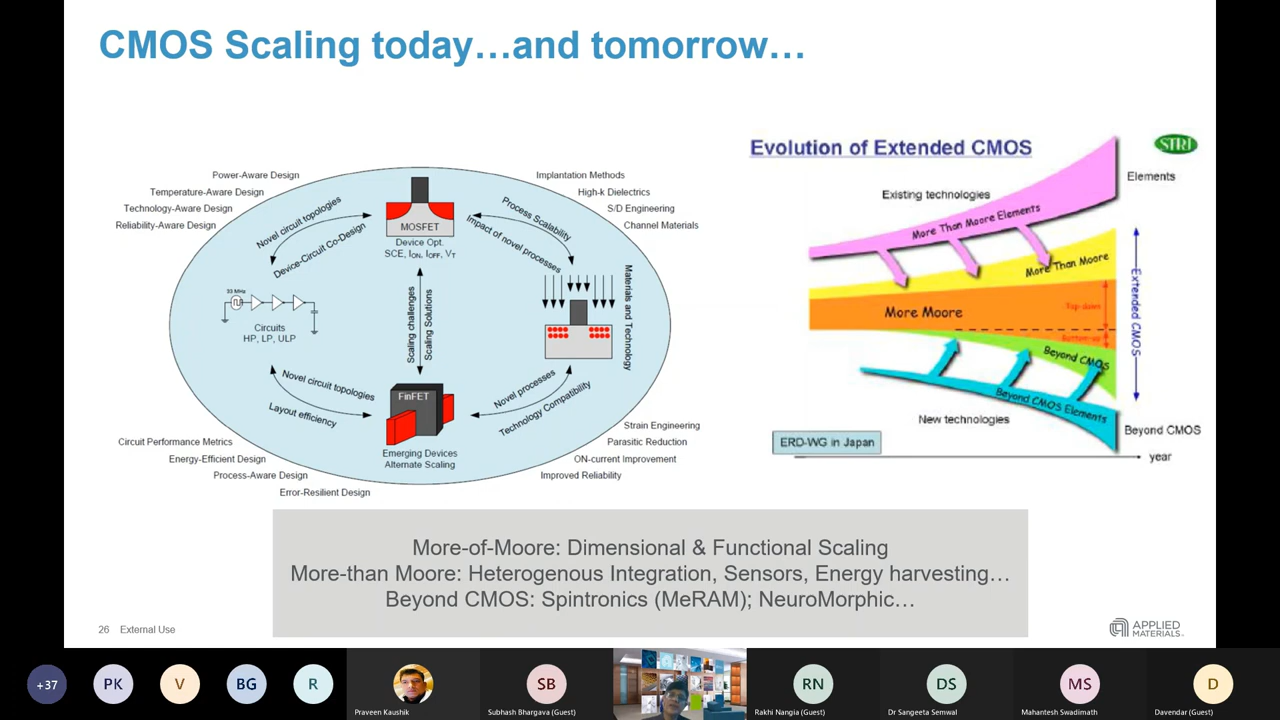 CMOS Scaling today…and tomorrow…
Power-Aware Design
Temperature-Aware Design
Technology-Aware Design
Reliability-Aware Design
Implantation Methods
High-k Dielectrics
S/D Engineering
Channel Materials
Novel circuit topologies
Device-Circuit Co-Design
MOSFET
Device Opt.
SCE, ION, IOFF, VT
Process Scalability
Impact of novel processes
33 MHz
Circuits
HP, LP, ULP
Scaling challenges
Scaling Solutions
Materials and Technology
Novel circuit topologies
Layout efficiency
FinFET
Emerging Devices
Alternate Scaling
Novel processes
Technology Compatibility
Circuit Performance Metrics
Energy-Efficient Design
Process-Aware Design
Error-Resilient Design
Strain Engineering
Parasitic Reduction
ON-current Improvement
Improved Reliability
Evolution of Extended CMOS
STRJ
Elements
Existing technologies
More Than Moore Elements
More Than Moore
More Moore
Extended CMOS
Beyond CMOS
Beyond CMOS Elements
New technologies
Beyond CMOS
ERD-WG in Japan
year
More-of-Moore: Dimensional & Functional Scaling
More-than Moore: Heterogenous Integration, Sensors, Energy harvesting…
Beyond CMOS: Spintronics (MeRAM); NeuroMorphic…
26 External Use
APPLIED
MATERIALS
+37
PK
V
BG
R
Praveen Kaushik
SB
Subhash Bhargava (Guest)
RN
Rakhi Nangia (Guest)
DS
Dr Sangeeta Semwal
MS
Mahantesh Swadimath
D
Davendar (Guest)